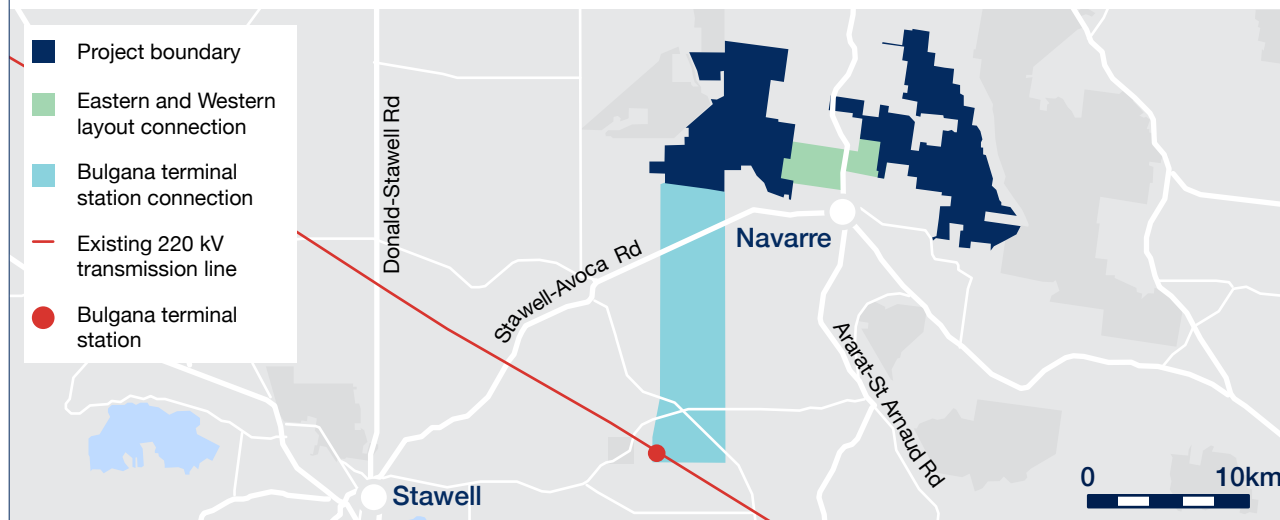 Project boundary
Eastern and Western
layout connection
Bulgana terminal
station connection
Existing 220 kV
transmission line
Bulgana terminal
station
Donald-Stawell Rd
Stawell-Avoca Rd
Navarre
Ararat-St Arnaud Rd
Stawell
0 10km